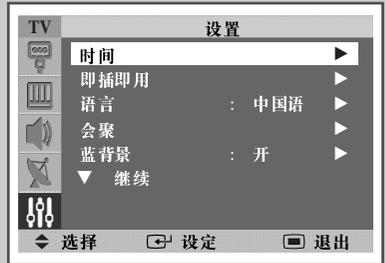 TV 设置
时间
即插即用
语言 : 中国语
会聚
蓝背景 : 开
继续
选择 设定 退出